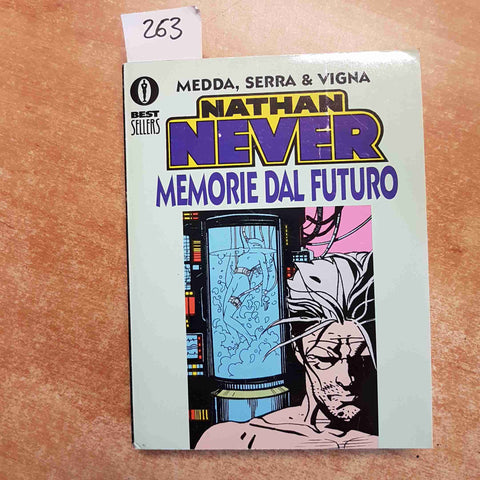 263
MEDDA, SERRA & VIGNA
BEST
SELLERS
NATHAN
NEVER
MEMORIE DAL FUTURO